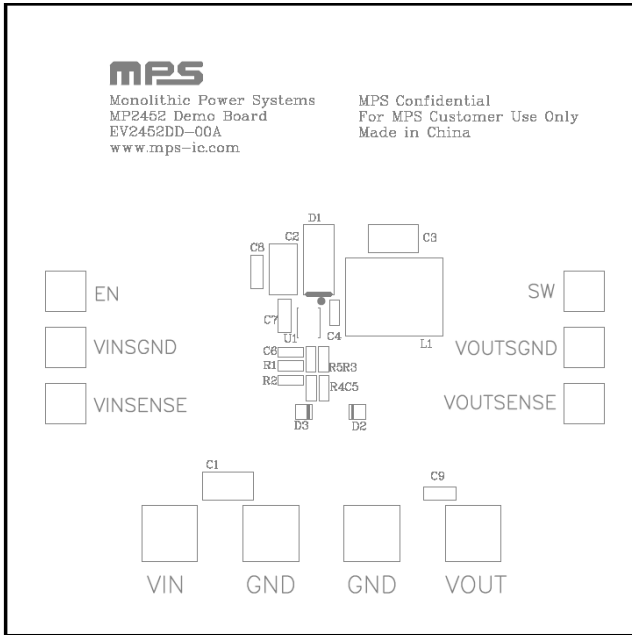 MPS
Monolithic Power Systems
MP2452 Demo Board
EV2452DD-00A
www.mps-ic.com
MPS Confidential
For MPS Customer Use Only
Made in China
D1
C8
C2
C3
EN
SW
C7
U1
C4
L1
VINSGND
VOUTSGND
C6
R1
R5R3
R2
R4C5
VINSENSE
VOUTSENSE
D3
D2
C1
C9
VIN
GND
GND
VOUT